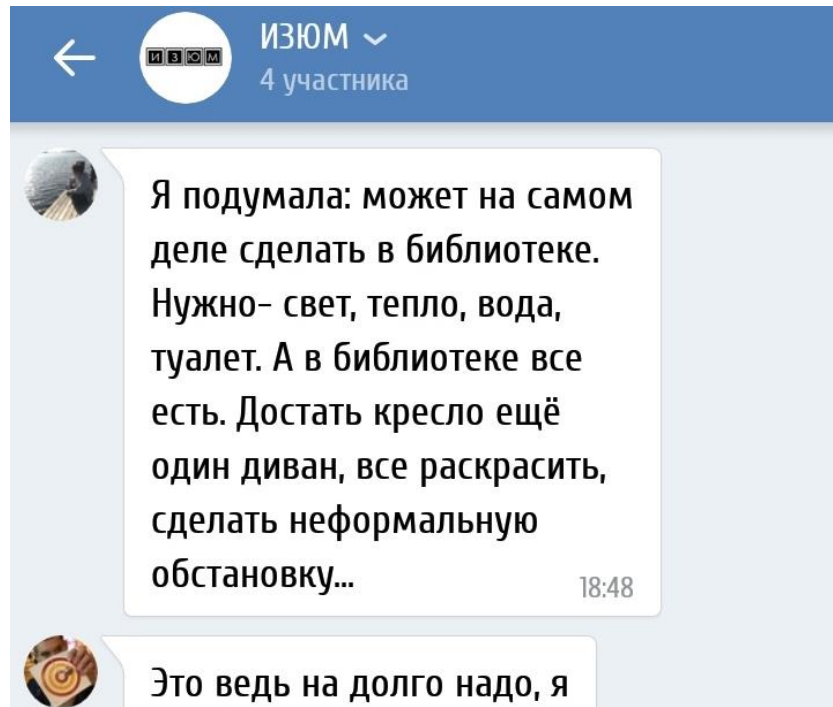 ИЗЮМ
ИЗЮМ
4 участника
Я подумала: может на самом
деле сделать в библиотеке.
Нужно- свет, тепло, вода,
туалет. А в библиотеке все
есть. Достать кресло ещё
один диван, все раскрасить,
сделать неформальную
обстановку...
18:48
Это ведь на долго надо, я